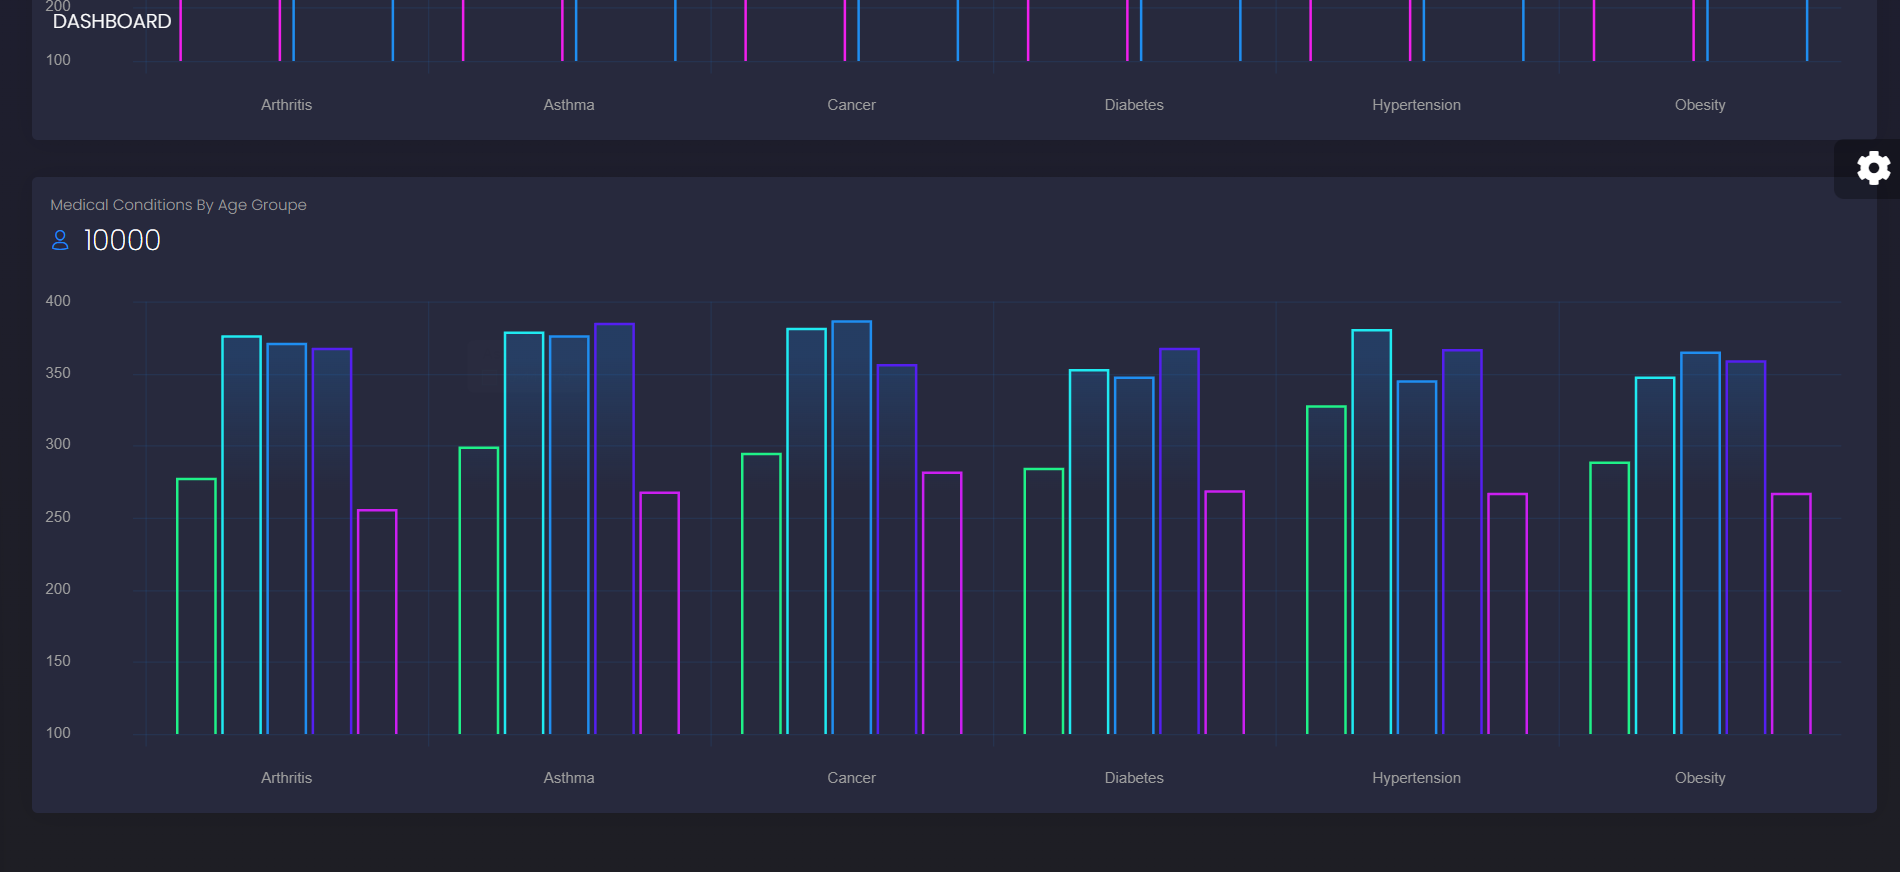 200
DASHBOARD
100
Arthritis Asthma Cancer Diabetes Hypertension Obesity
Medical Conditions By Age Groupe
10000
400
350
300
250
200
150
100
Arthritis Asthma Cancer Diabetes Hypertension Obesity